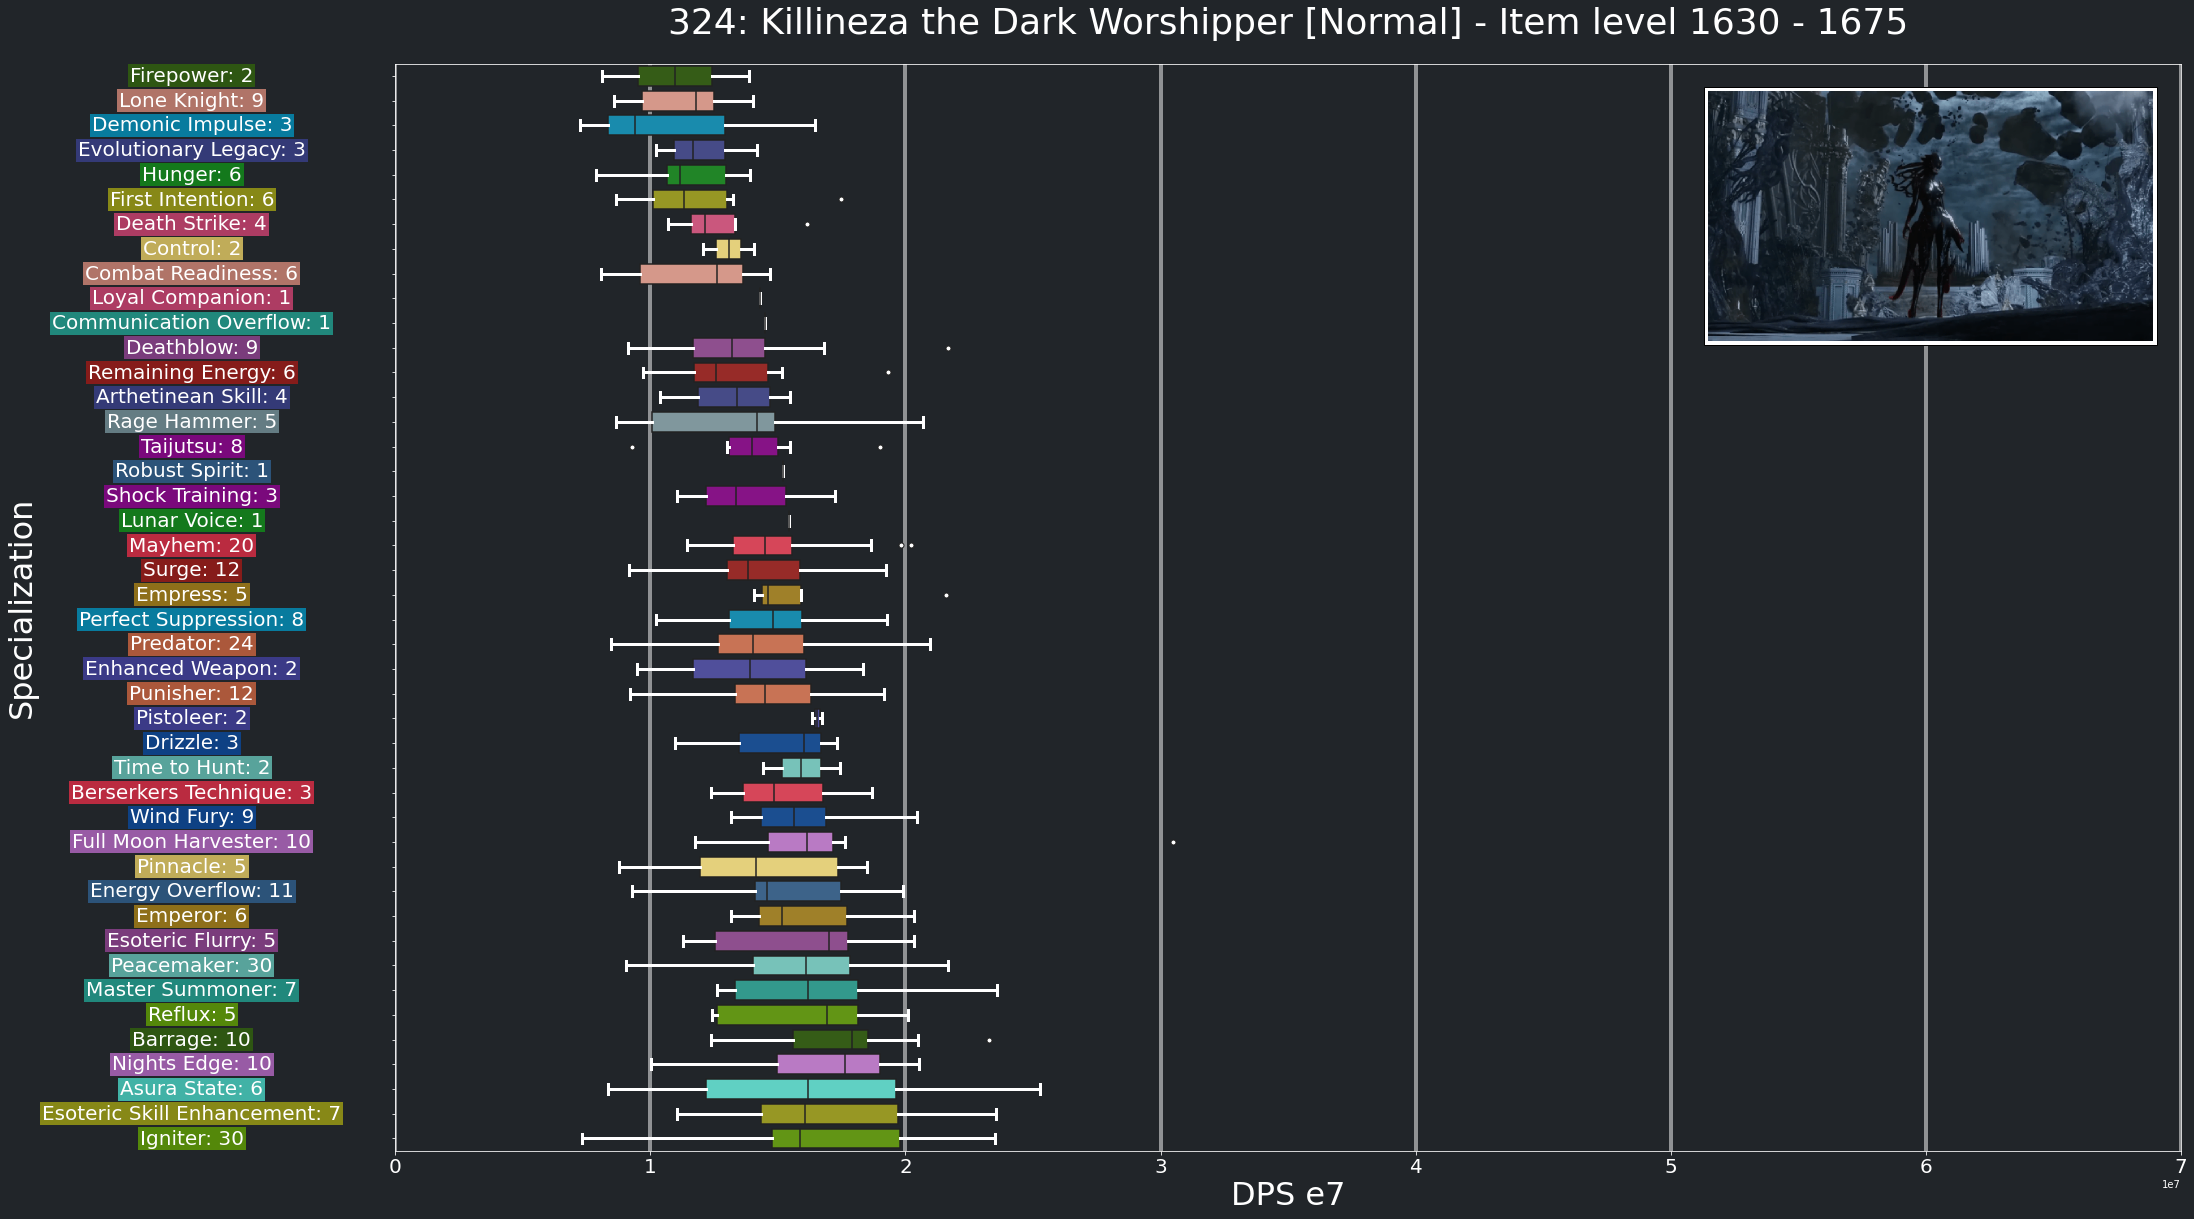 324: Killineza the Dark Worshipper [Normal] - Item level 1630 - 1675
Specialization
Firepower: 2
Lone Knight: 9
Demonic Impulse: 3
Evolutionary Legacy: 3
Hunger: 6
First Intention: 6
Death Strike: 4
Control: 2
Combat Readiness: 6
Loyal Companion: 1
Communication Overflow: 1
Deathblow: 9
Remaining Energy: 6
Arthetinean Skill: 4
Rage Hammer: 5
Taijutsu: 8
Robust Spirit: 1
Shock Training: 3
Lunar Voice: 1
Mayhem: 20
Surge: 12
Empress: 5
Perfect Suppression: 8
Predator: 24
Enhanced Weapon: 2
Punisher: 12
Pistoleer: 2
Drizzle: 3
Time to Hunt: 2
Berserkers Technique: 3
Wind Fury: 9
Full Moon Harvester: 10
Pinnacle: 5
Energy Overflow: 11
Emperor: 6
Esoteric Flurry: 5
Peacemaker: 30
Master Summoner: 7
Reflux: 5
Barrage: 10
Nights Edge: 10
Asura State: 6
Esoteric Skill Enhancement: 7
Igniter: 30
0 1 2 3 4 5 6 7
1e7
DPS e7